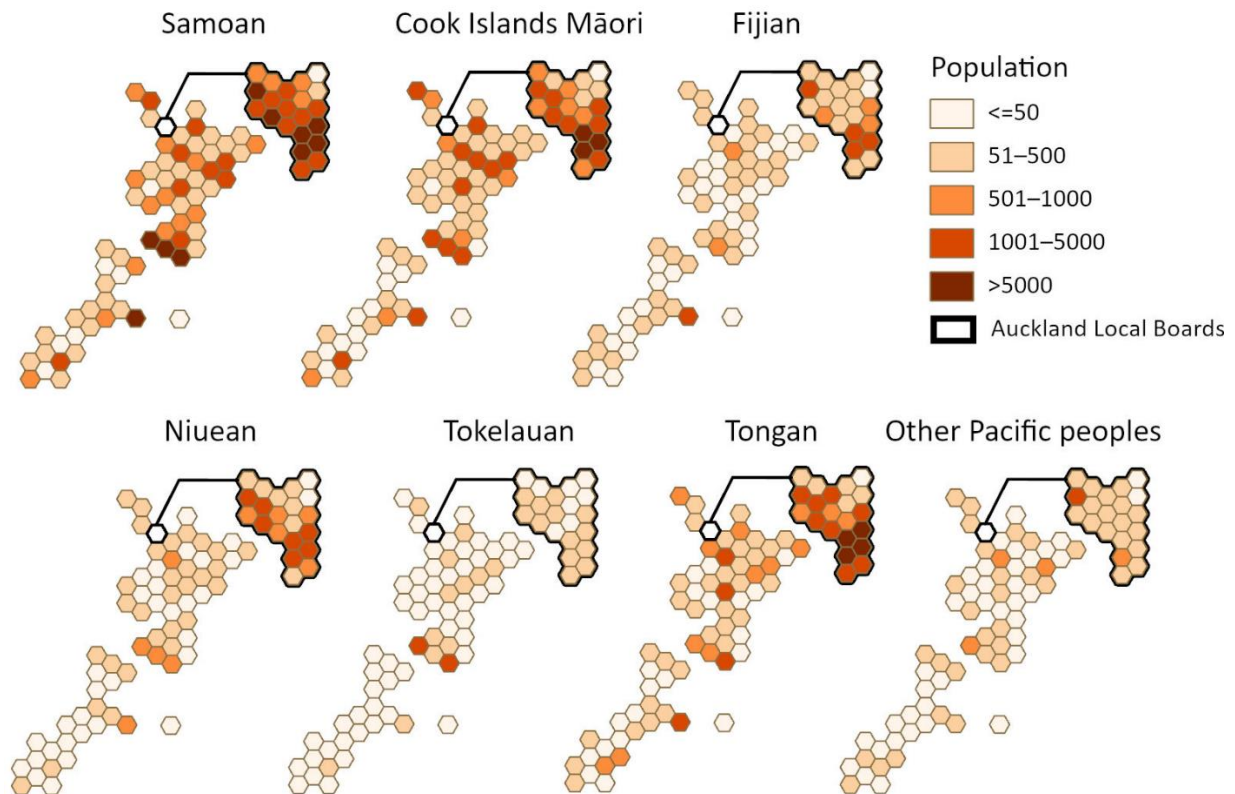 Samoan
Cook Islands Māori
Fijian
Population
<=50
51–500
501–1000
1001–5000
>5000
Auckland Local Boards
Niuean
Tokelauan
Tongan
Other Pacific peoples